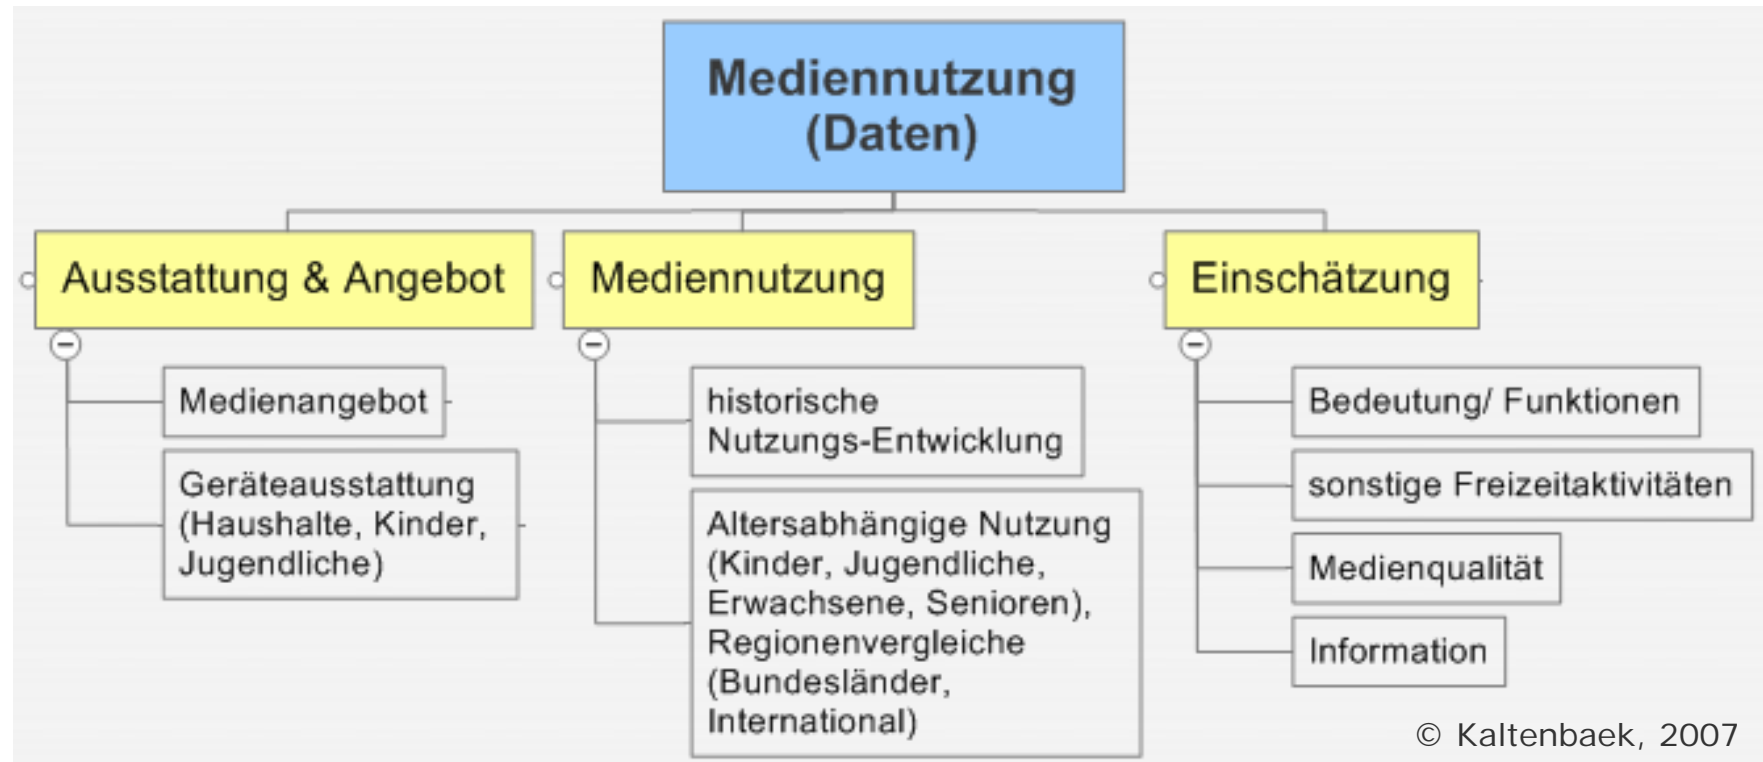 Mediennutzung
(Daten)
Ausstattung & Angebot
Medienangebot
Geräteausstattung
(Haushalte, Kinder,
Jugendliche)
Mediennutzung
historische
Nutzungs-Entwicklung
Altersabhängige Nutzung
(Kinder, Jugendliche,
Erwachsene, Senioren),
Regionenvergleiche
(Bundesländer,
International)
Einschätzung
Bedeutung/ Funktionen
sonstige Freizeitaktivitäten
Medienqualität
Information
© Kaltenbaek, 2007